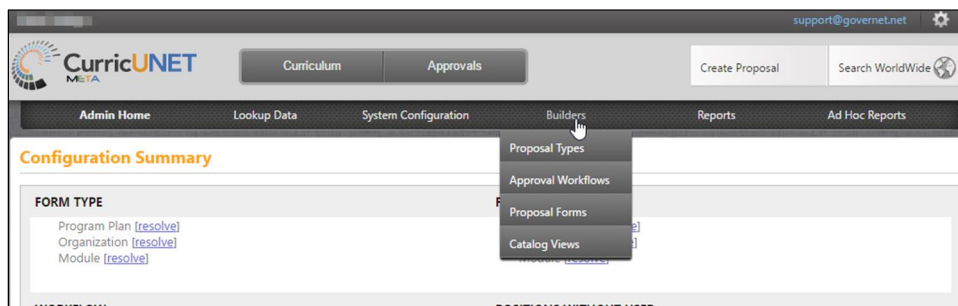 support@governet.net
CurricUNET
META
Curriculum Approvals
Create Proposal
Search WorldWide
Admin Home Lookup Data System Configuration Builders Reports Ad Hoc Reports
Proposal Types
Approval Workflows
Proposal Forms
Catalog Views
Configuration Summary
FORM TYPE
Program Plan [resolve]
Organization [resolve]
Module [resolve]